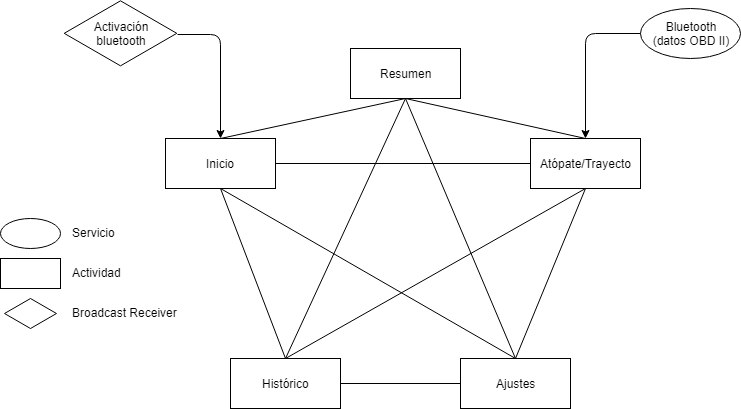 Activación
bluetooth
Bluetooth
(datos OBD II)
Resumen
Inicio
Atópate/Trayecto
Servicio
Actividad
Broadcast Receiver
Histórico
Ajustes